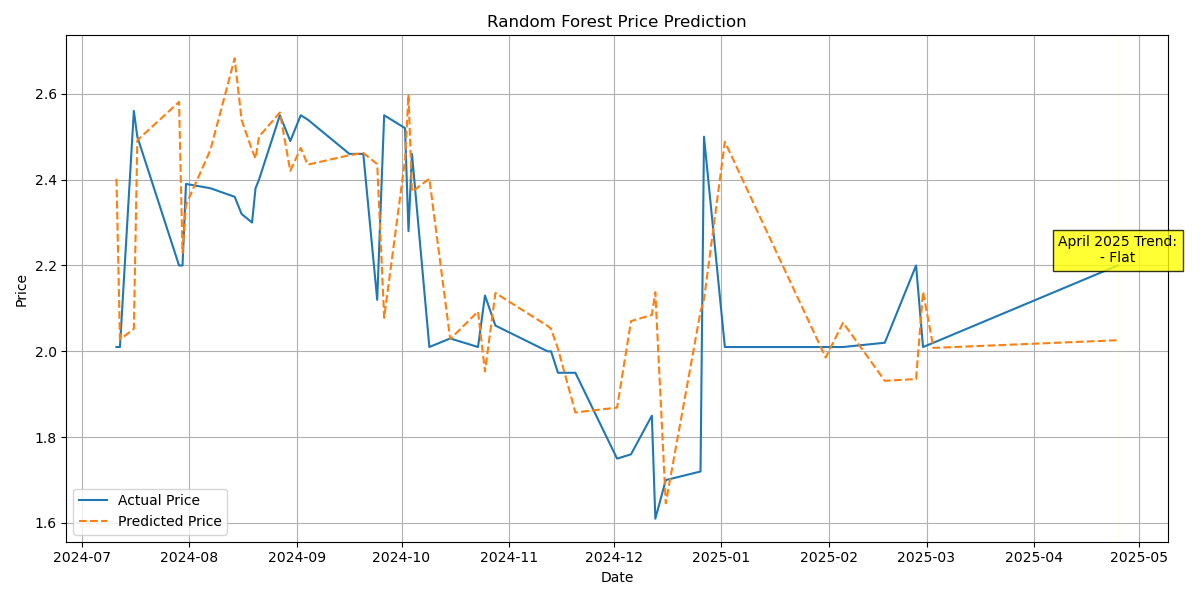 Random Forest Price Prediction
Price
2.6
2.4
2.2
2.0
1.8
1.6
April 2025 Trend:
- Flat
Actual Price
Predicted Price
2024-07 2024-08 2024-09 2024-10 2024-11 2024-12 2025-01 2025-02 2025-03 2025-04 2025-05
Date